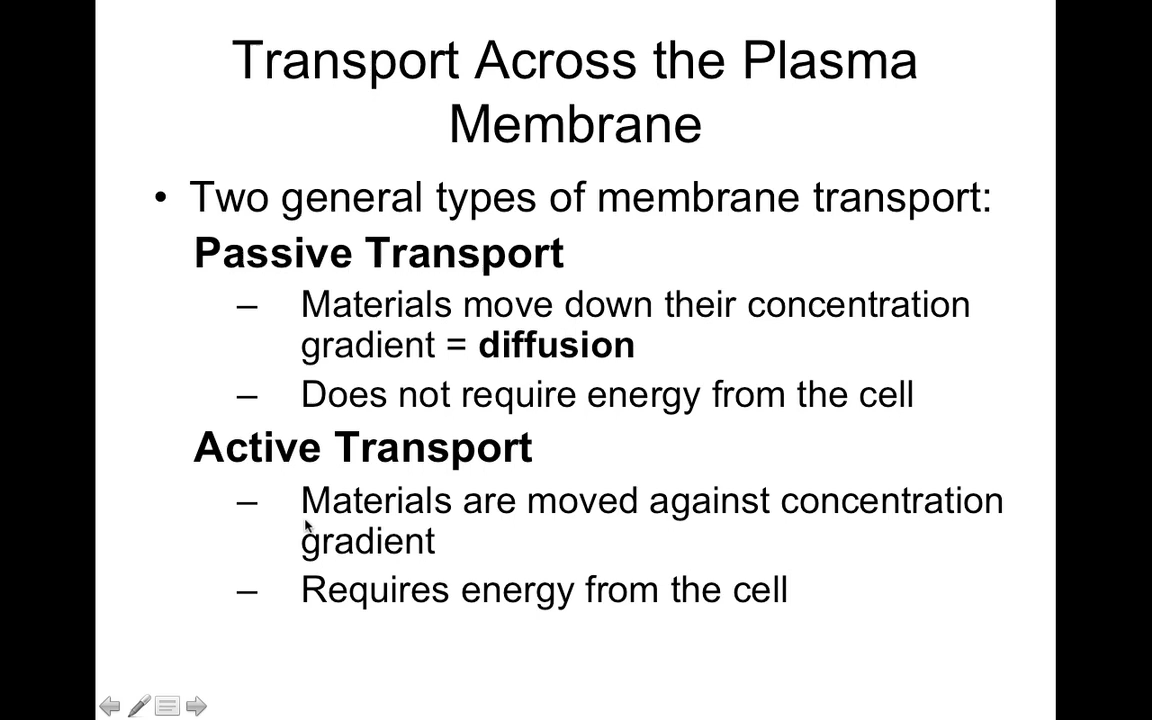 Transport Across the Plasma
Membrane
• Two general types of membrane transport:
Passive Transport
– Materials move down their concentration
gradient = diffusion
– Does not require energy from the cell
Active Transport
– Materials are moved against concentration
gradient
– Requires energy from the cell